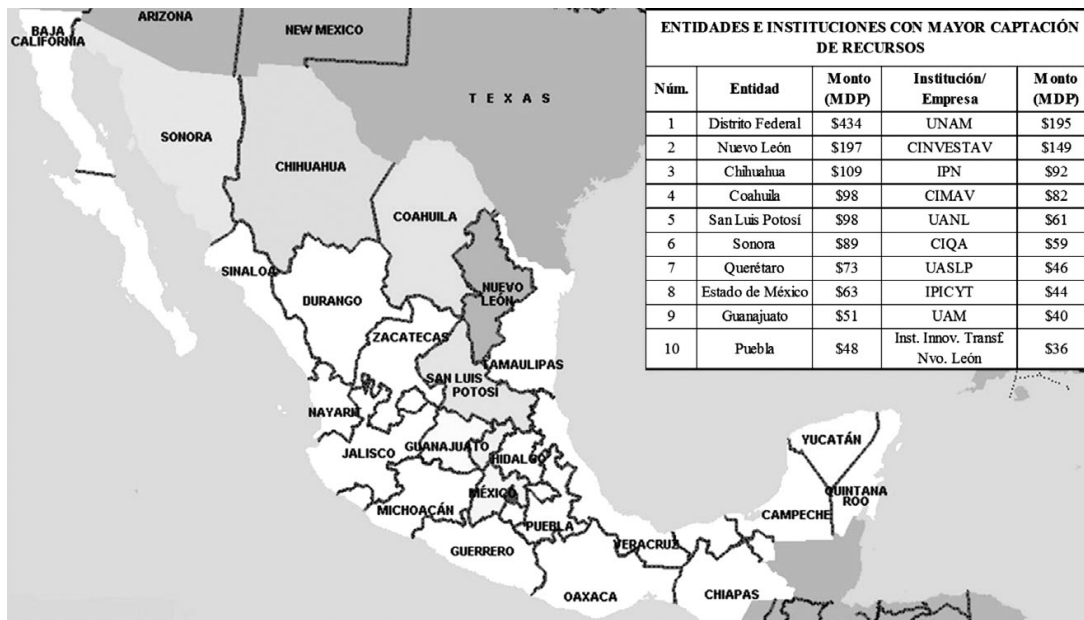 ARIZONA
BAJA
CALIFORNIA
NEW MEXICO
TEXAS
SONORA
CHIHUAHUA
COAHUILA
SINALOA
NUEVO
LEÓN
DURANGO
ZACATECAS
TAMAULIPAS
SAN LUIS
POTOSÍ
NAYARIT
GUANAJUATO
JALISCO
HIDALGO
MÉXICO
MICHOACÁN
PUEBLA
GUERRERO
VERACRUZ
OAXACA
CHIAPAS
YUCATÁN
QUINTANA
ROO
CAMPECHE
ENTIDADES E INSTITUCIONES CON MAYOR CAPTACIÓN
DE RECURSOS
Núm. Entidad Monto (MDP) Institución/ Empresa Monto (MDP)
1 Distrito Federal $434 UNAM $195
2 Nuevo León $197 CINVESTAV $149
3 Chihuahua $109 IPN $92
4 Coahuila $98 CIMAV $82
5 San Luis Potosí $98 UANL $61
6 Sonora $89 CIQA $59
7 Querétaro $73 UASLP $46
8 Estado de México $63 IPICYT $44
9 Guanajuato $51 UAM $40
10 Puebla $48 Inst. Innov. Transf. Nvo. León $36